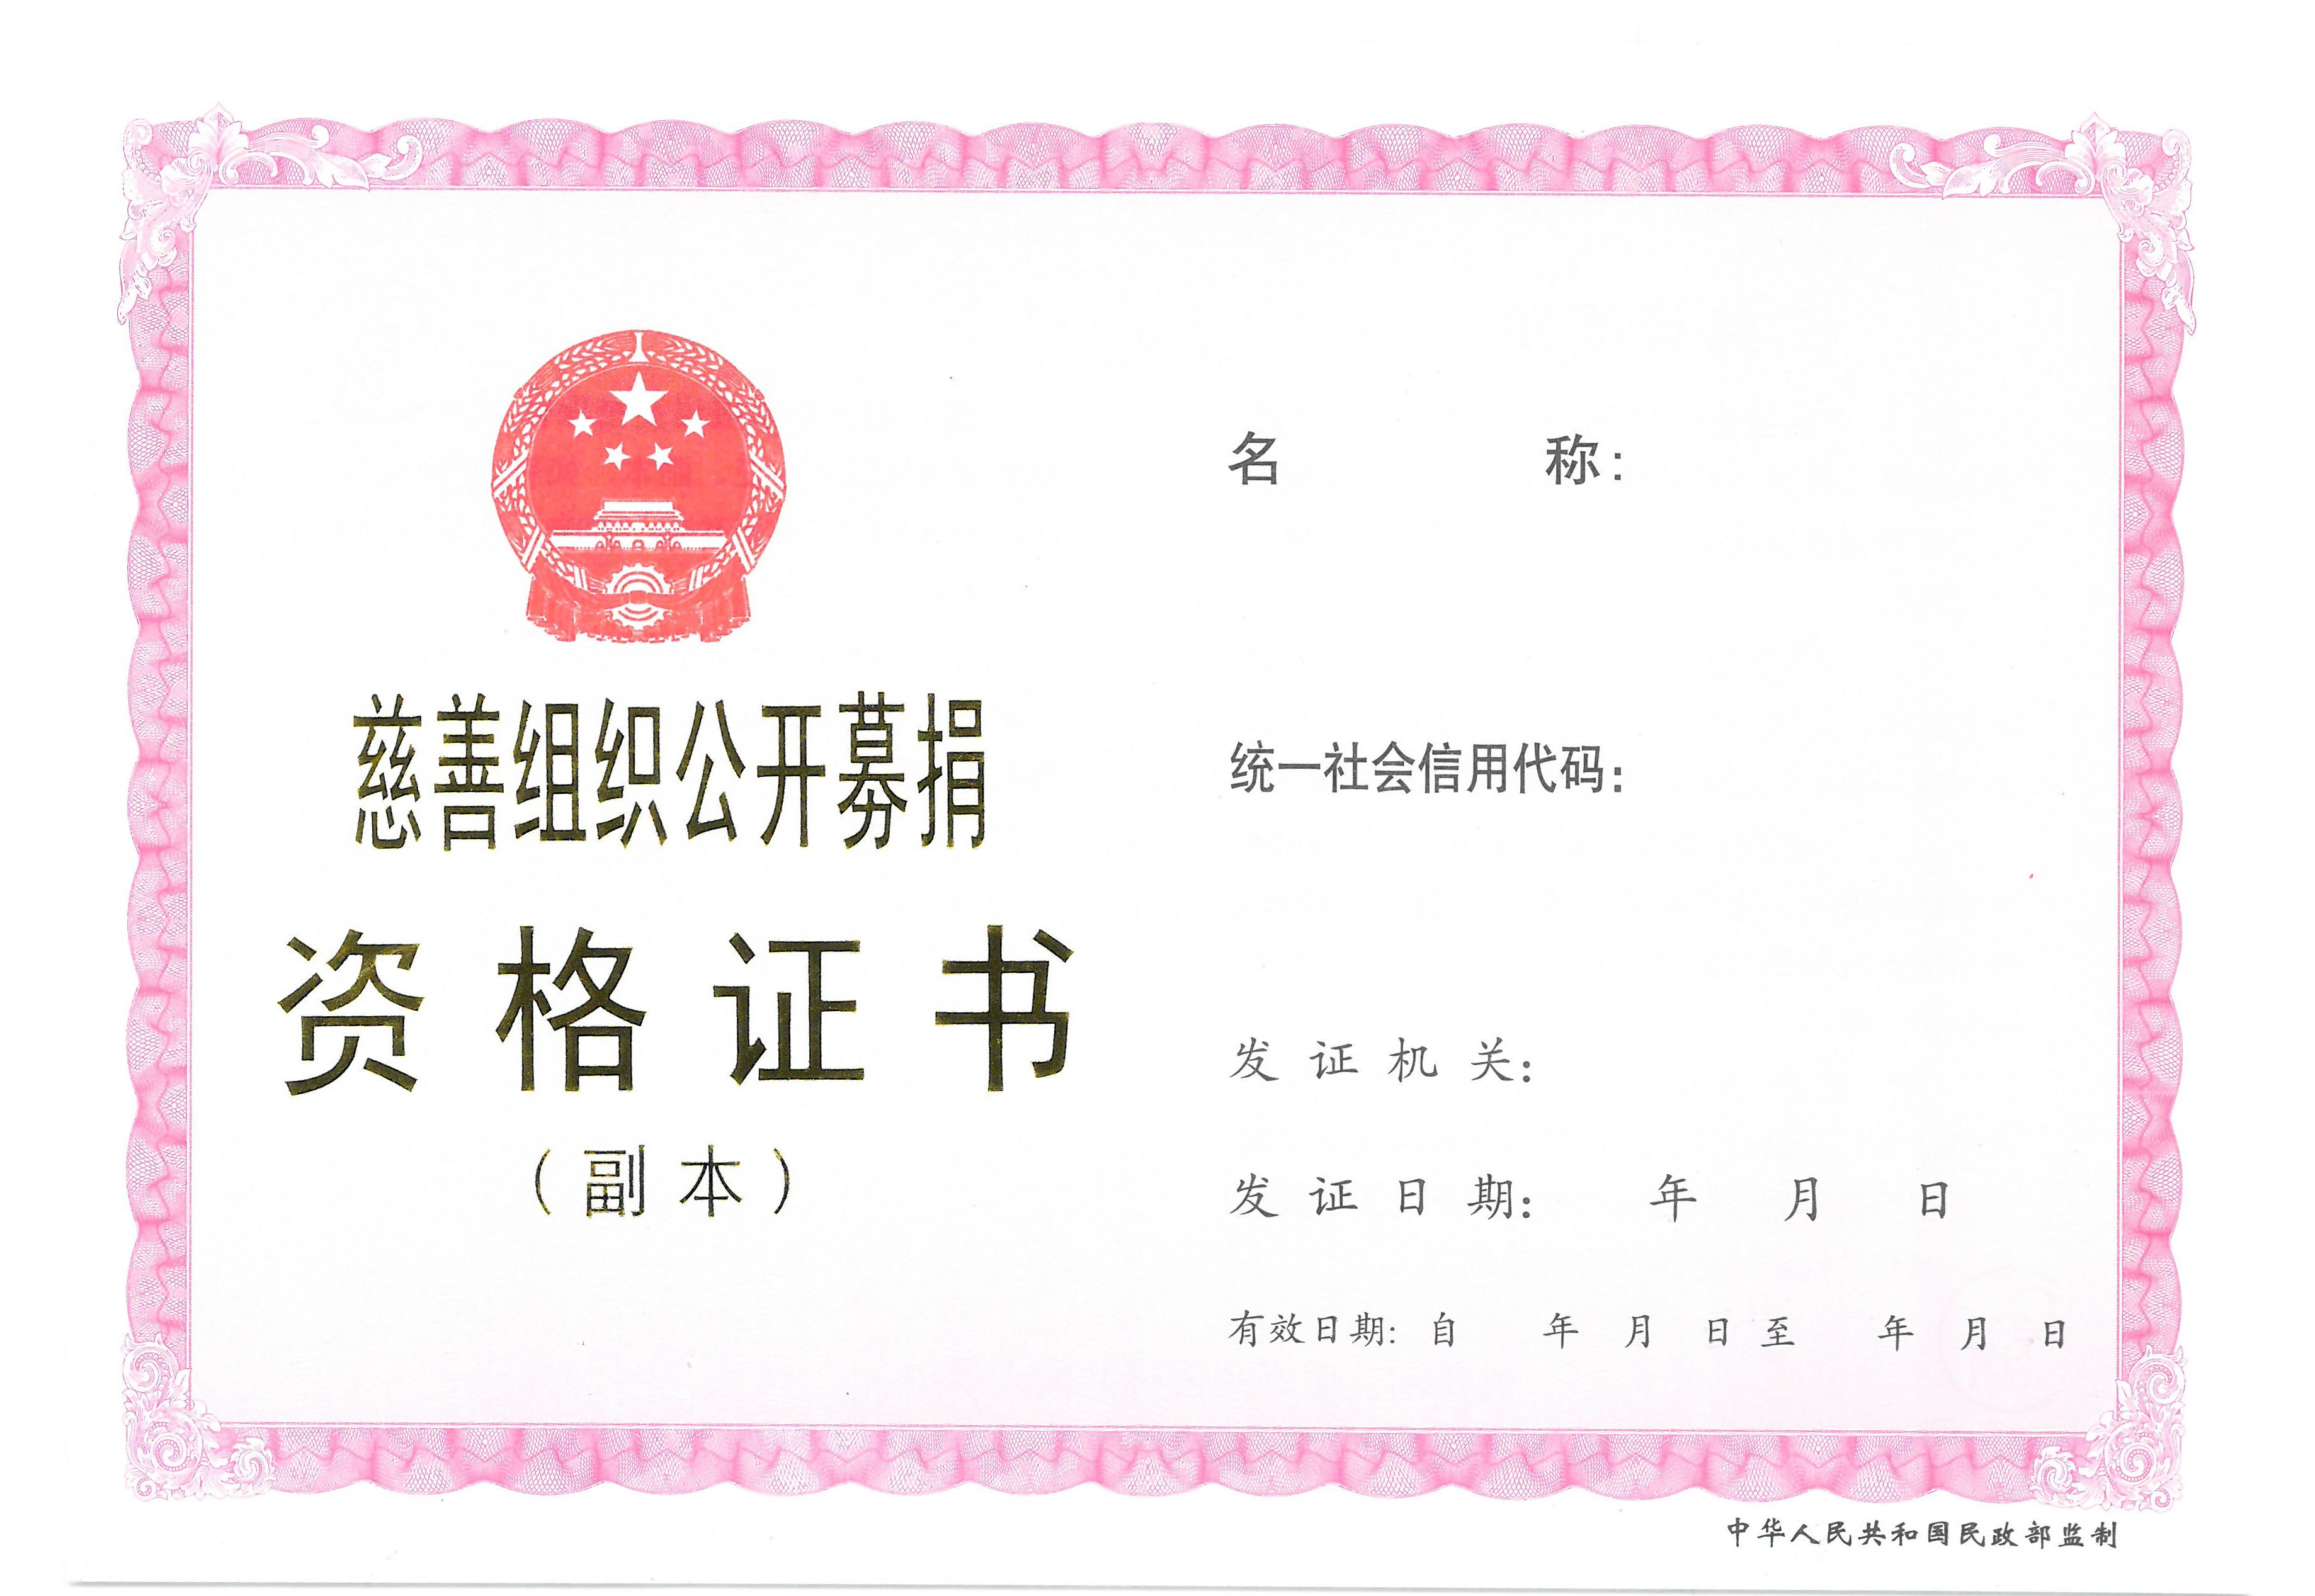 慈善组织公开募捐
资格证书
（副本）
名称：
统一社会信用代码：
发证机关：
发证日期： 年 月 日
有效日期：自 年 月 日至 年 月 日
中华人民共和国民政部监制